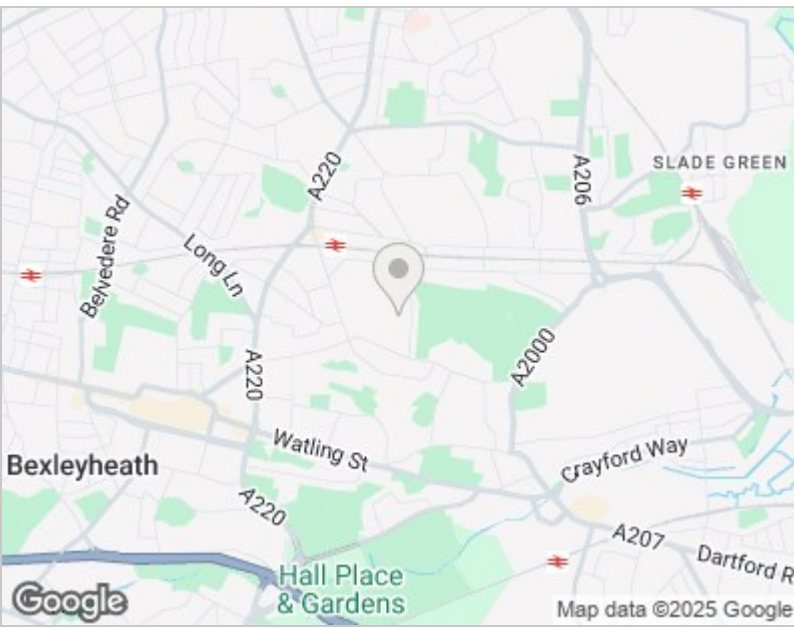 A220
A206
SLADE GREEN
Belvedere Rd
Long Ln
A2000
A220
Watling St
Crayford Way
Bexleyheath
A220
A207
Dartford R
Hall Place
& Gardens
Google
Map data ©2025 Google